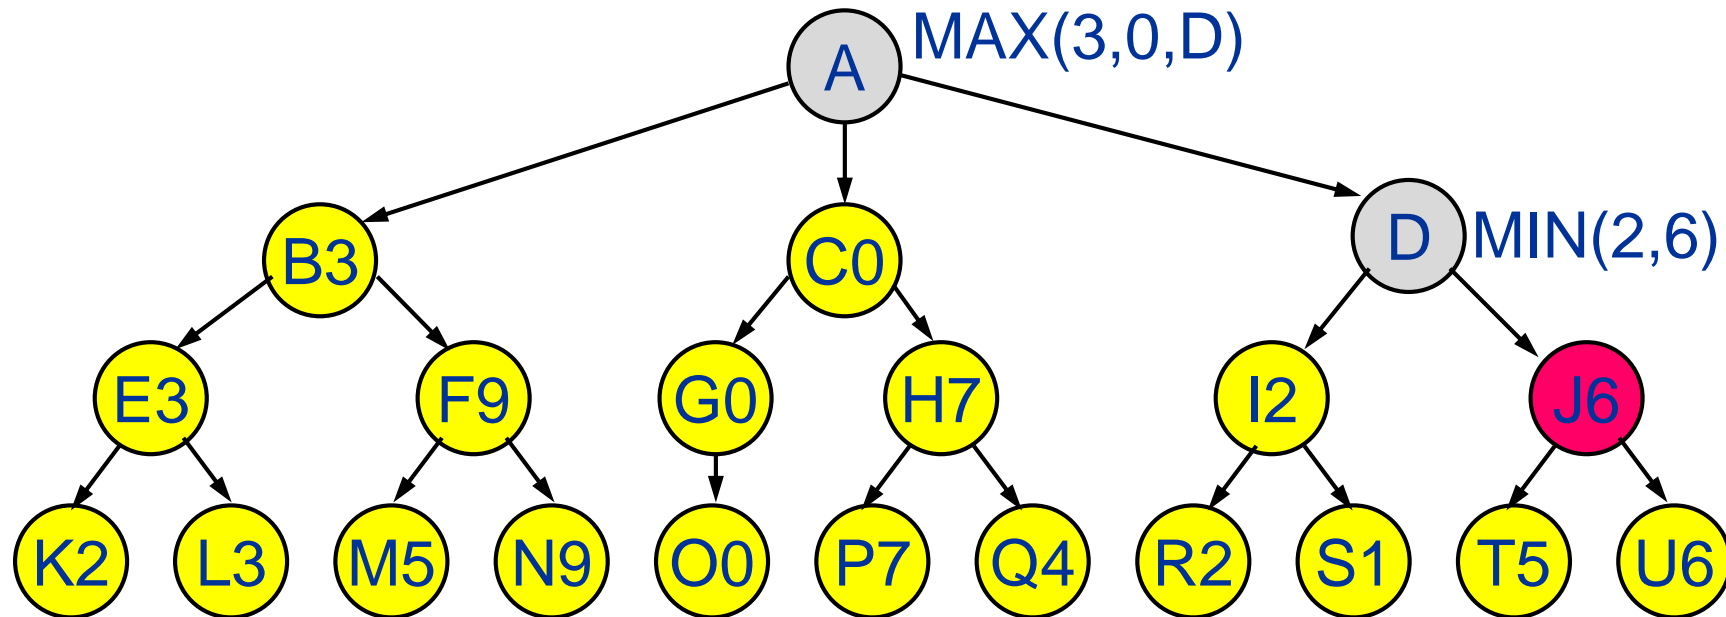 A MAX(3,0,D)
B3 C0 D MIN(2,6)
E3 F9 G0 H7 I2 J6
K2 L3 M5 N9 O0 P7 Q4 R2 S1 T5 U6